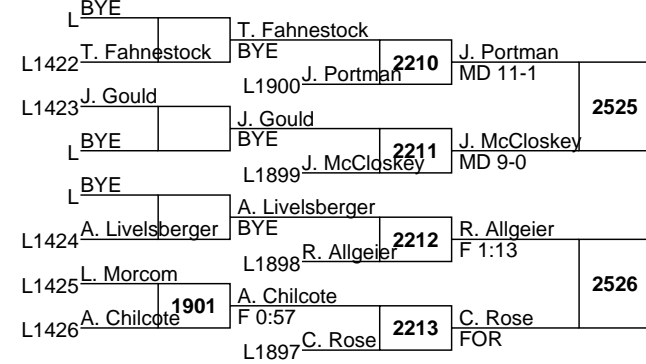 L BYE
T. Fahnestock
L1422 T. Fahnestock BYE 2210 J. Portman
L1900 J. Portman MD 11-1
L1423 J. Gould 2525
J. Gould
L BYE BYE 2211 J. McCloskey
L1899 J. McCloskey MD 9-0
L BYE
A. Livelsberger
L1424 A. Livelsberger BYE 2212 R. Allgeier
L1898 R. Allgeier F 1:13
L1425 L. Morcom 2526
1901 A. Chilcote
L1426 A. Chilcote F 0:57 2213 C. Rose
L1897 C. Rose FOR